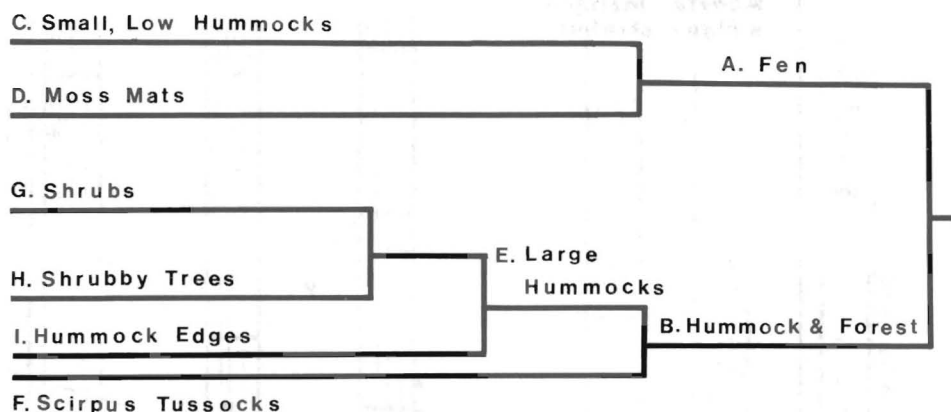 C. Small, Low Hummocks
A. Fen
D. Moss Mats
G. Shrubs
E. Large
Hummocks
H. Shrubby Trees
B. Hummock & Forest
I. Hummock Edges
F. Scirpus Tussocks